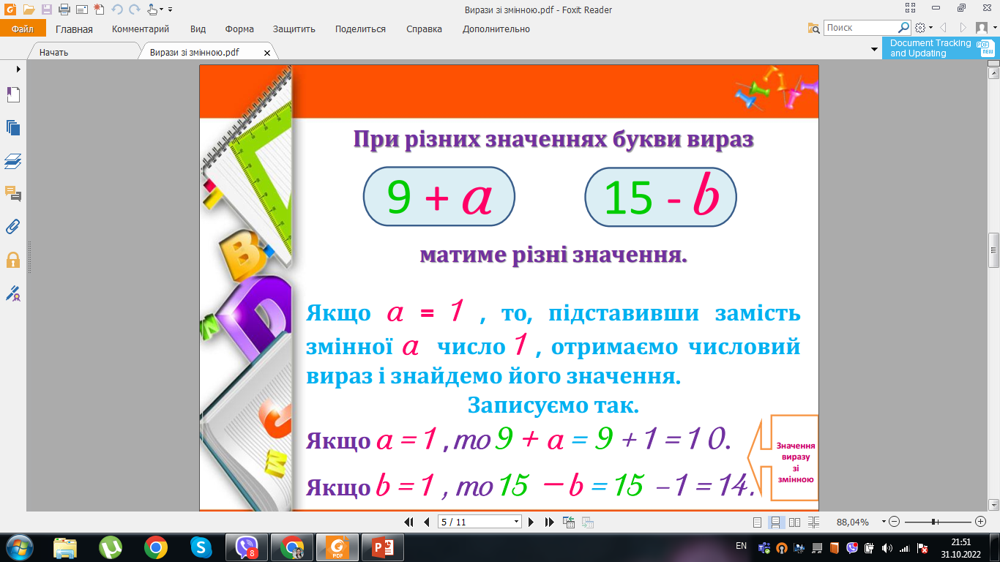 Вирази зі змінною.pdf - Foxit Reader
Файл Главная Комментарий Вид Форма Защитить Поделиться Справка Дополнительно Поиск
Начать Вирази зі змінною.pdf
Document Tracking
and Updating
PDF
NEW
При різних значеннях букви вираз
9 + a 15 - b
матиме різні значення.
Якщо a = 1 , то, підставивши замість
змінної a число 1 , отримаємо числовий
вираз і знайдемо його значення.
Записуємо так.
Якщо a = 1 , то 9 + a = 9 + 1 = 1 0.
Якщо b = 1 , то 15 − b = 15 – 1 = 14.
Значення
виразу
зі
змінною
B
D
N
C
M
5 / 11 88,04%
8
PDF
EN
21:51
31.10.2022